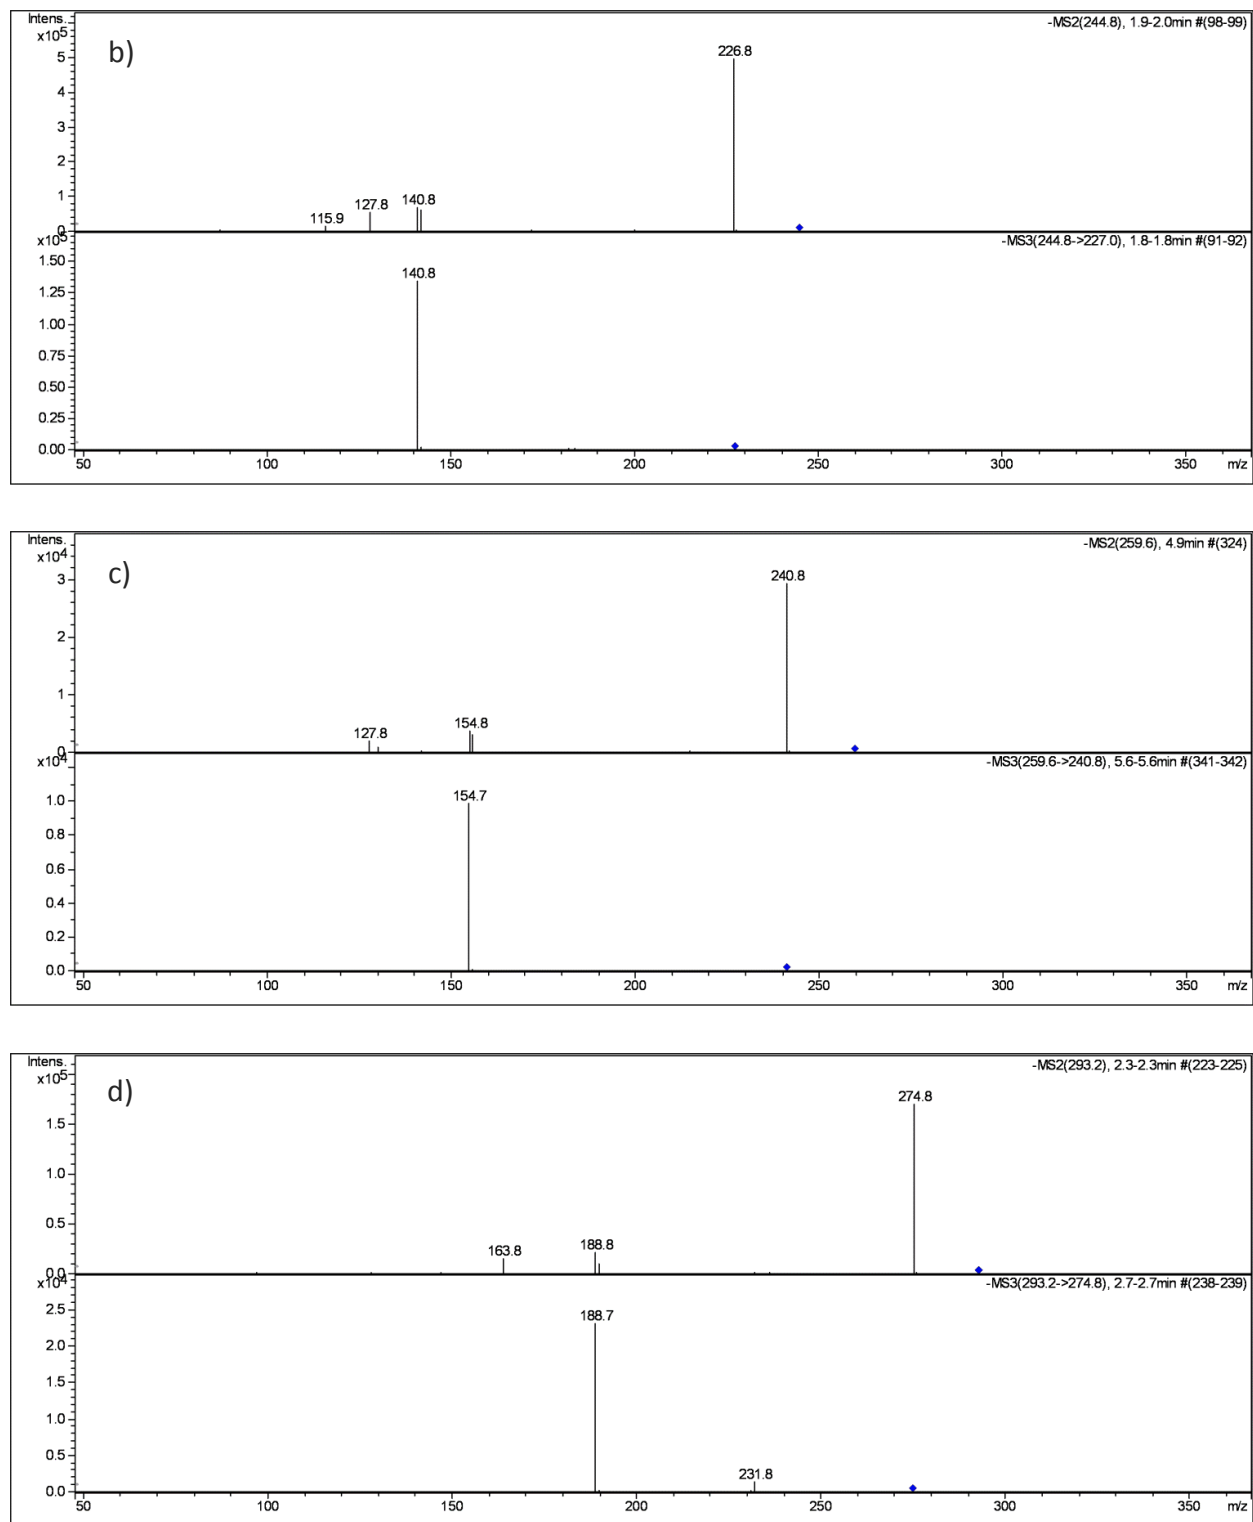 Intens.
x10^5
-MS2(244.8), 1.9-2.0min #(98-99)
b)
226.8
5
4
3
2
1
0
115.9
127.8
140.8
x10^5
-MS3(244.8->227.0), 1.8-1.8min #(91-92)
1.50
1.25
1.00
0.75
0.50
0.25
0.00
140.8
50 100 150 200 250 300 350 m/z
Intens.
x10^4
-MS2(259.6), 4.9min #(324)
c)
240.8
3
2
1
0
127.8
154.8
x10^4
-MS3(259.6->240.8), 5.6-5.6min #(341-342)
1.0
0.8
0.6
0.4
0.2
0.0
154.7
50 100 150 200 250 300 350 m/z
Intens.
x10^5
-MS2(293.2), 2.3-2.3min #(223-225)
d)
274.8
1.5
1.0
0.5
0.0
163.8
188.8
x10^4
-MS3(293.2->274.8), 2.7-2.7min #(238-239)
2.5
2.0
1.5
1.0
0.5
0.0
188.7
231.8
50 100 150 200 250 300 350 m/z